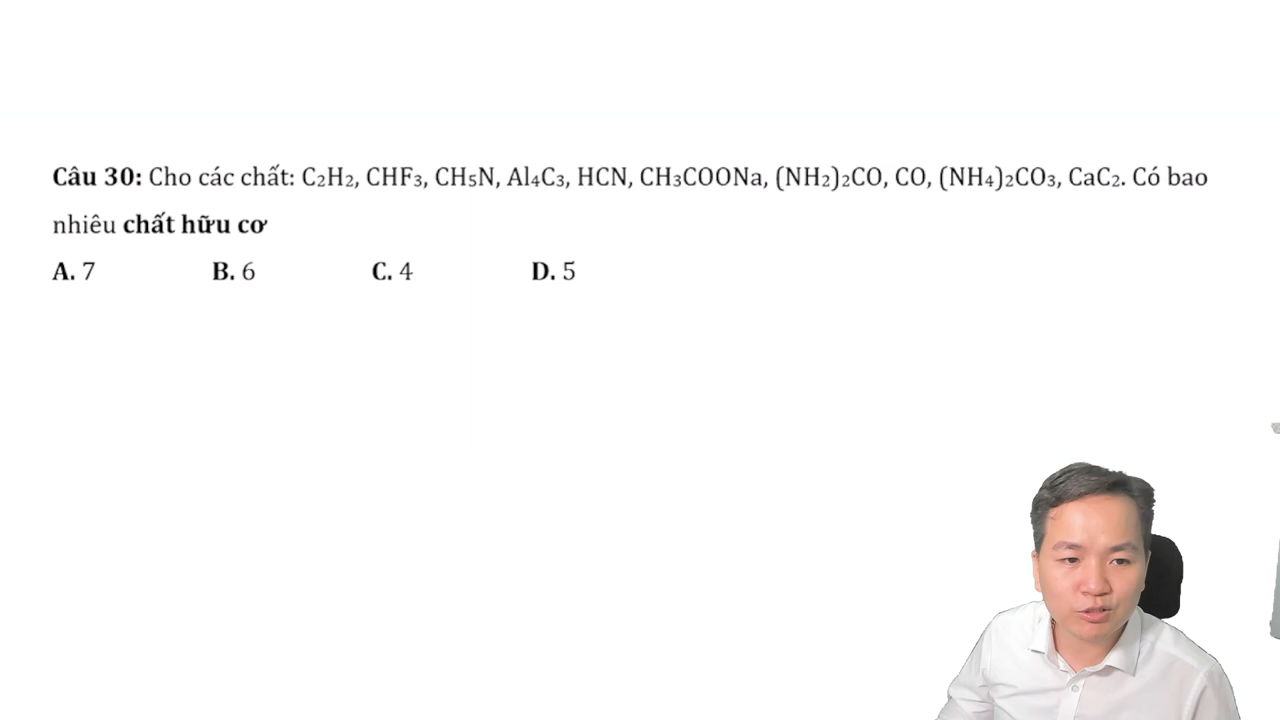 Câu 30: Cho các chất: C₂H₂, CHF₃, CH₅N, Al₄C₃, HCN, CH₃COONa, (NH₂)₂CO, CO, (NH₄)₂CO₃, CaC₂. Có bao
nhiêu chất hữu cơ
A. 7 B. 6 C. 4 D. 5